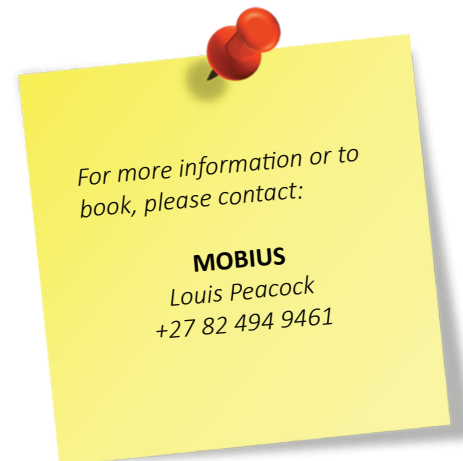 For more information or to
book, please contact:
MOBIUS
Louis Peacock
+27 82 494 9461